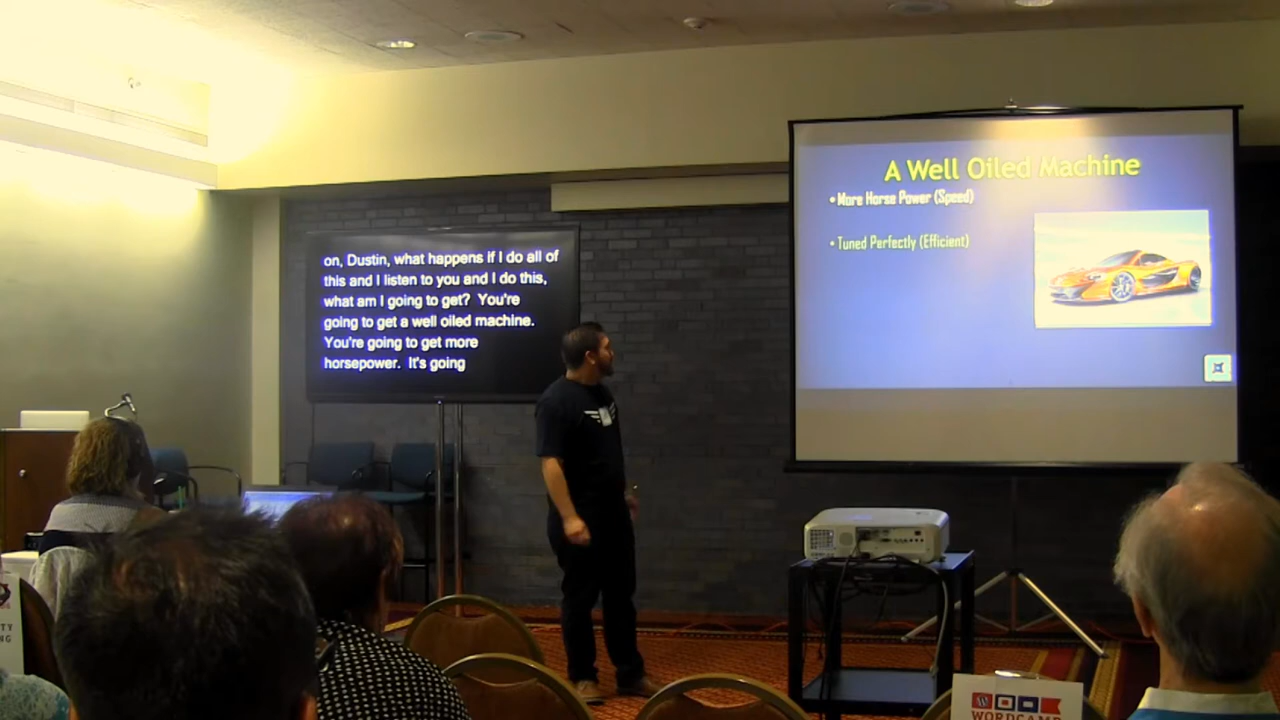 on, Dustin, what happens if I do all of
this and I listen to you and I do this,
what am I going to get? You're
going to get a well oiled machine.
You're going to get more
horsepower. It's going
A Well Oiled Machine
• More Horse Power (Speed)
• Tuned Perfectly (Efficient)
TY
NG
WORDCAMP